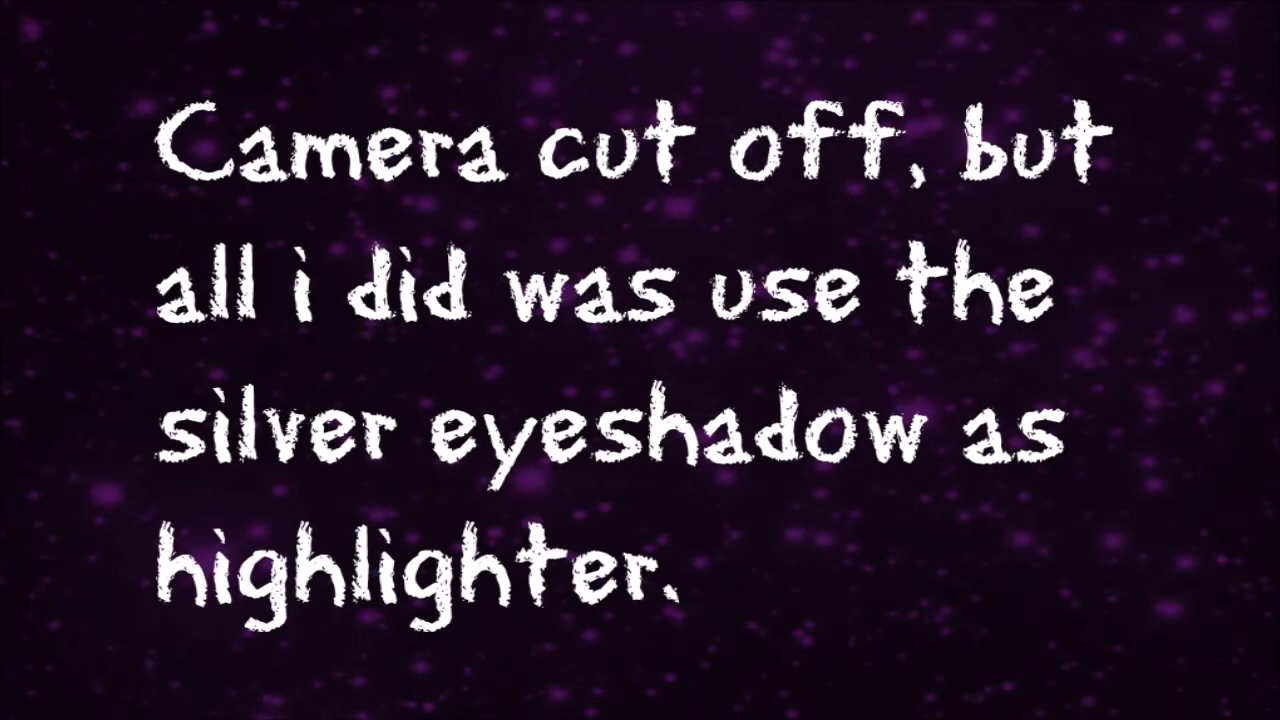 Camera cut off, but
all i did was use the
silver eyeshadow as
highlighter.